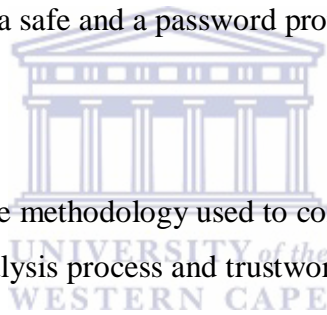 a safe and a password pro
e methodology used to co
UNIVERSITY of the
lysis process and trustwor
WESTERN CAPE